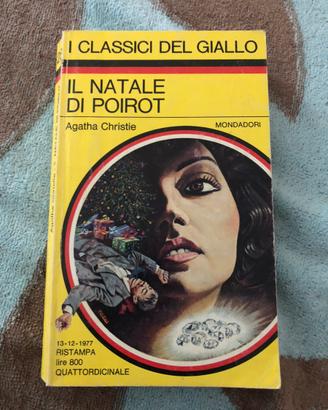 I CLASSICI DEL GIALLO
IL NATALE
DI POIROT
Agatha Christie
MONDADORI
13-12-1977
RISTAMPA
lire 800
QUATTORDICINALE